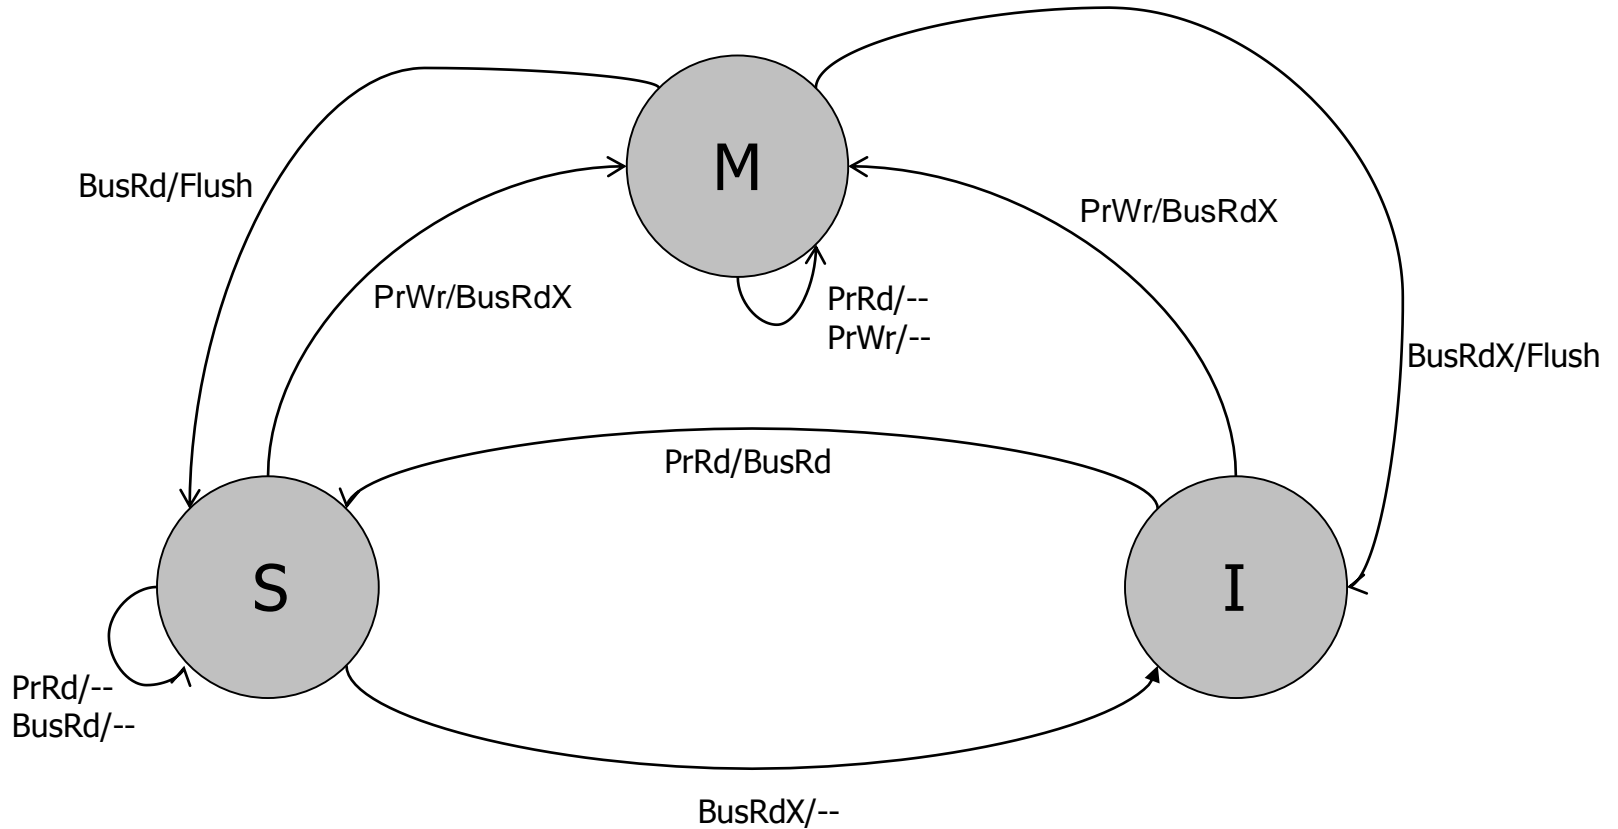 M
BusRd/Flush
PrWr/BusRdX
PrWr/BusRdX
PrRd/--
PrWr/--
BusRdX/Flush
PrRd/BusRd
S
I
PrRd/--
BusRd/--
BusRdX/--